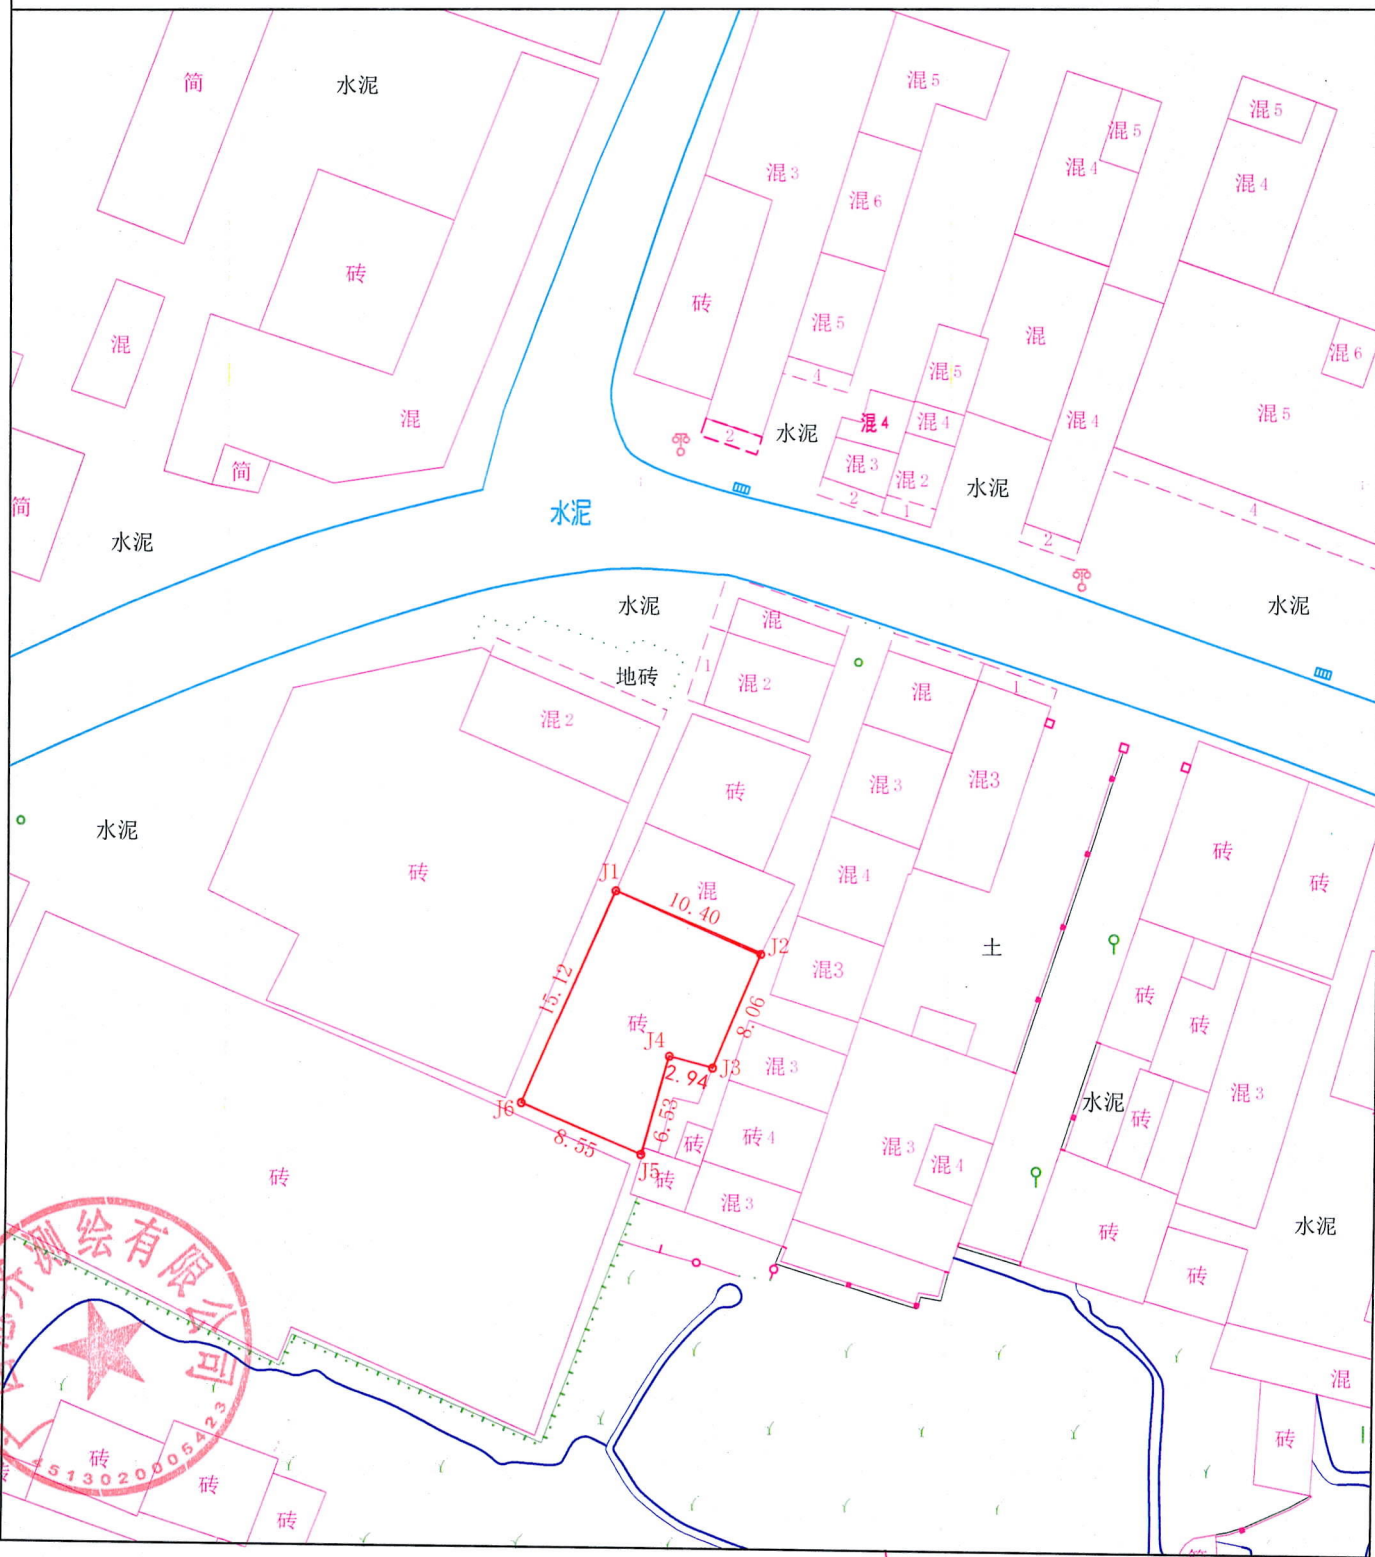 简
水泥
混5
混5
混5
混4
混3
混4
混6
砖
砖
混5
混
混
混6
4
混5
混
混4
混4
混4
混5
2
水泥
简
混3
混2
水泥
简
2
1
4
水泥
水泥
2
水泥
水泥
混
1
地砖
混2
混
1
混2
混3
混3
砖
水泥
砖
砖
混4
砖
J1
混
10.40
J2
土
混3
15.12
砖
8.06
砖
砖
J4
J3
混3
2.94
混3
J6
水泥
6.53
砖
砖4
砖
8.55
混3
混4
J5
砖
砖
混3
砖
水泥
测绘有限公司
砖
混
砖
砖
砖
砖
4513020005423